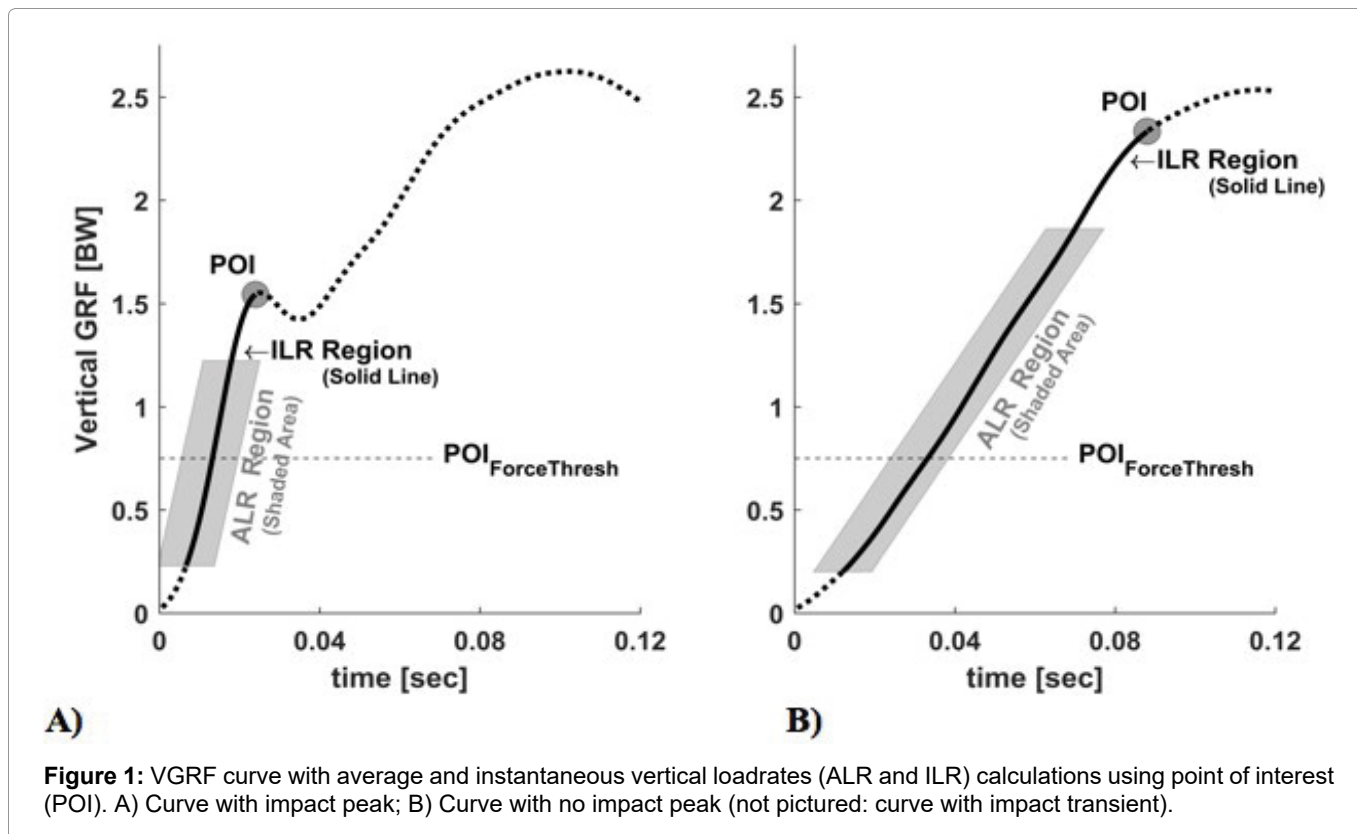 Vertical GRF [BW]
2.5
2
1.5
1
0.5
0
0
0.04
0.08
0.12
time [sec]
POI
←ILR Region
(Solid Line)
ALR Region
(Shaded Area)
POI_ForceThresh
A)
2.5
2
1.5
1
0.5
0
0
0.04
0.08
0.12
time [sec]
POI
←ILR Region
(Solid Line)
ALR Region
(Shaded Area)
POI_ForceThresh
B)
Figure 1: VGRF curve with average and instantaneous vertical loadrates (ALR and ILR) calculations using point of interest
(POI). A) Curve with impact peak; B) Curve with no impact peak (not pictured: curve with impact transient).